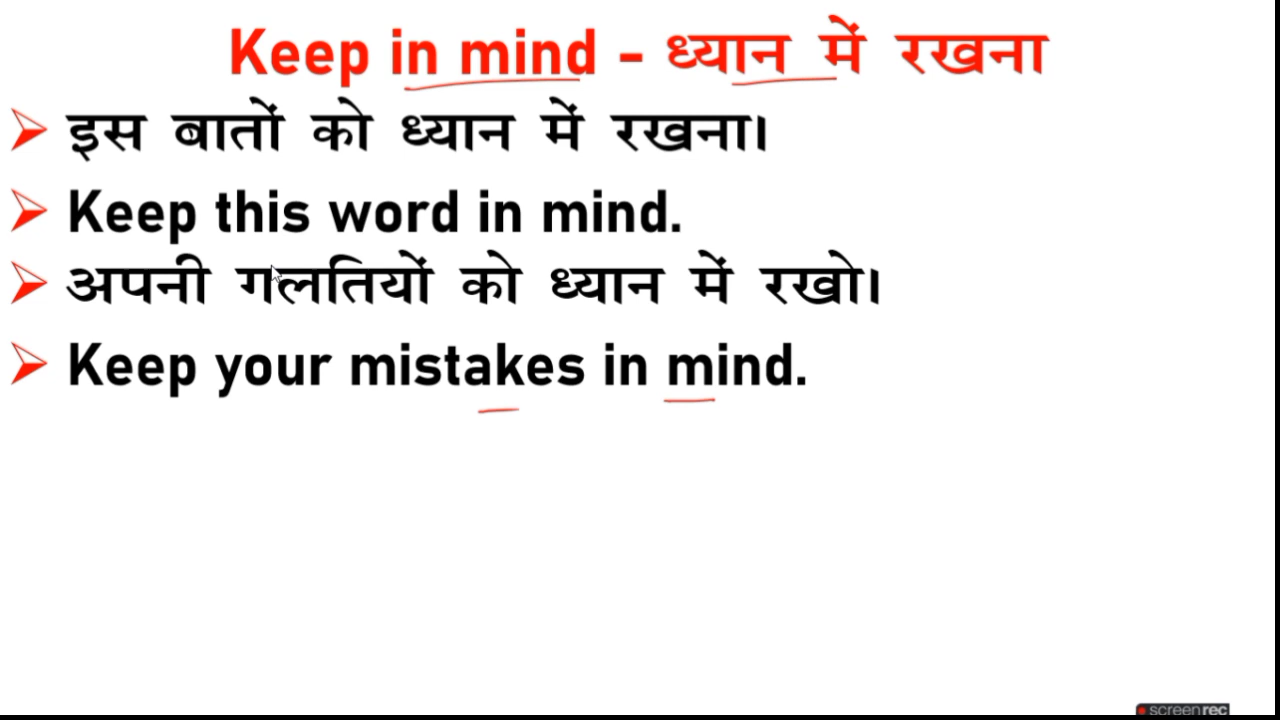 Keep in mind - ध्यान में रखना
इस बातों को ध्यान में रखना।
Keep this word in mind.
अपनी गलतियों को ध्यान में रखो।
Keep your mistakes in mind.
screenrec